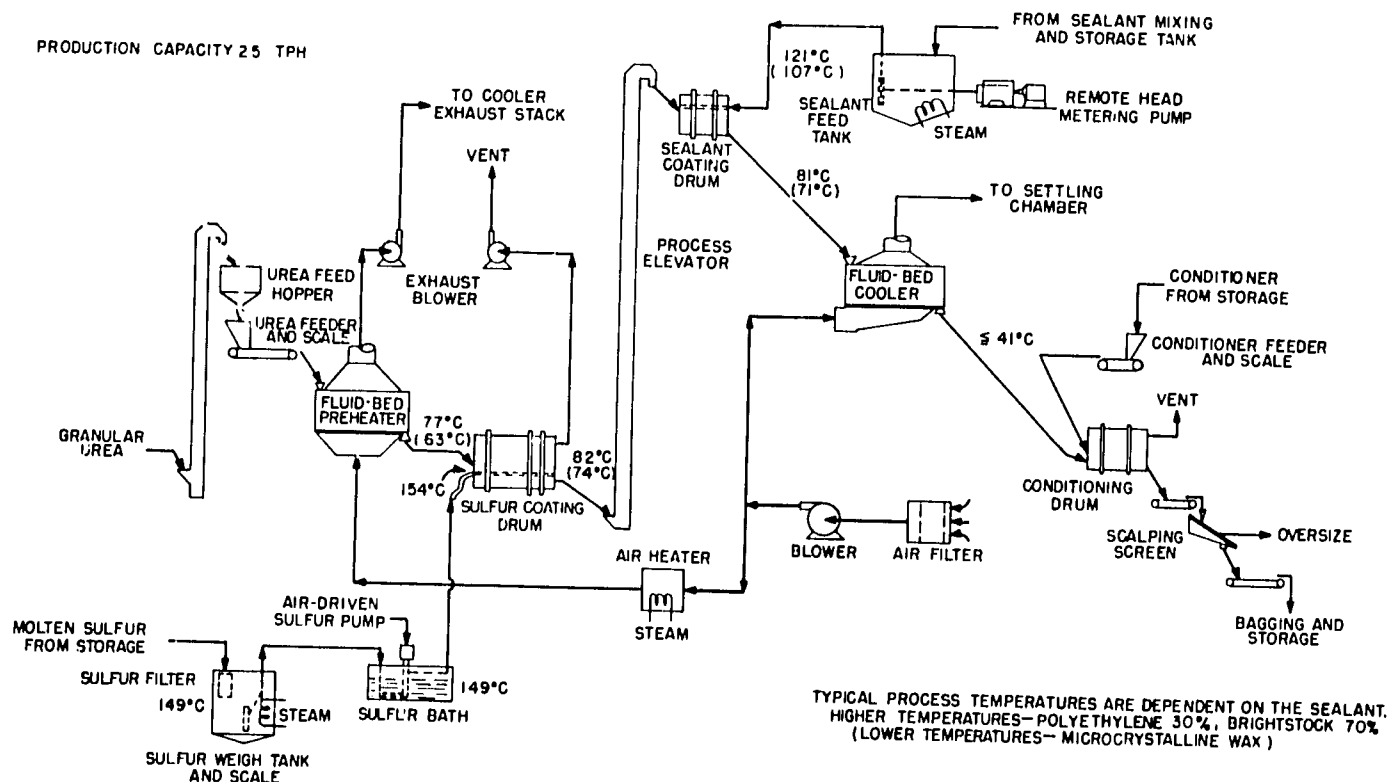 PRODUCTION CAPACITY 25 TPH
TO COOLER
EXHAUST STACK
VENT
EXHAUST
BLOWER
UREA FEED
HOPPER
UREA FEEDER
AND SCALE
FLUID-BED
PREHEATER
GRANULAR
UREA
77°C
(63°C)
154°C
SULFUR COATING
DRUM
82°C
(74°C)
PROCESS
ELEVATOR
SEALANT
COATING
DRUM
121°C
(107°C)
FROM SEALANT MIXING
AND STORAGE TANK
SEALANT
FEED
TANK
STEAM
REMOTE HEAD
METERING PUMP
81°C
(71°C)
TO SETTLING
CHAMBER
FLUID-BED
COOLER
≦ 41°C
CONDITIONER
FROM STORAGE
CONDITIONER FEEDER
AND SCALE
VENT
CONDITIONING
DRUM
SCALPING
SCREEN
OVERSIZE
BAGGING AND
STORAGE
BLOWER
AIR FILTER
AIR HEATER
STEAM
AIR-DRIVEN
SULFUR PUMP
MOLTEN SULFUR
FROM STORAGE
SULFUR FILTER
149°C
STEAM
SULFUR WEIGH TANK
AND SCALE
149°C
SULFUR BATH
TYPICAL PROCESS TEMPERATURES ARE DEPENDENT ON THE SEALANT.
HIGHER TEMPERATURES—POLYETHYLENE 30%, BRIGHTSTOCK 70%
(LOWER TEMPERATURES—MICROCRYSTALLINE WAX)